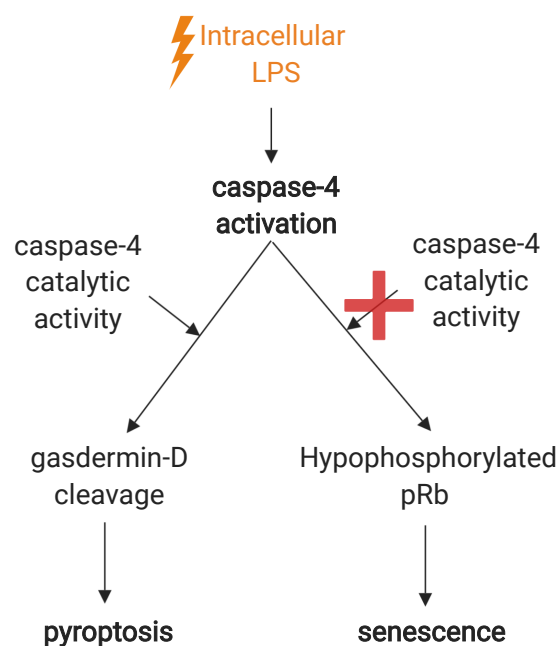 Intracellular
LPS
caspase-4
activation
caspase-4
catalytic
activity
caspase-4
catalytic
activity
gasdermin-D
cleavage
Hypophosphorylated
pRb
pyroptosis
senescence